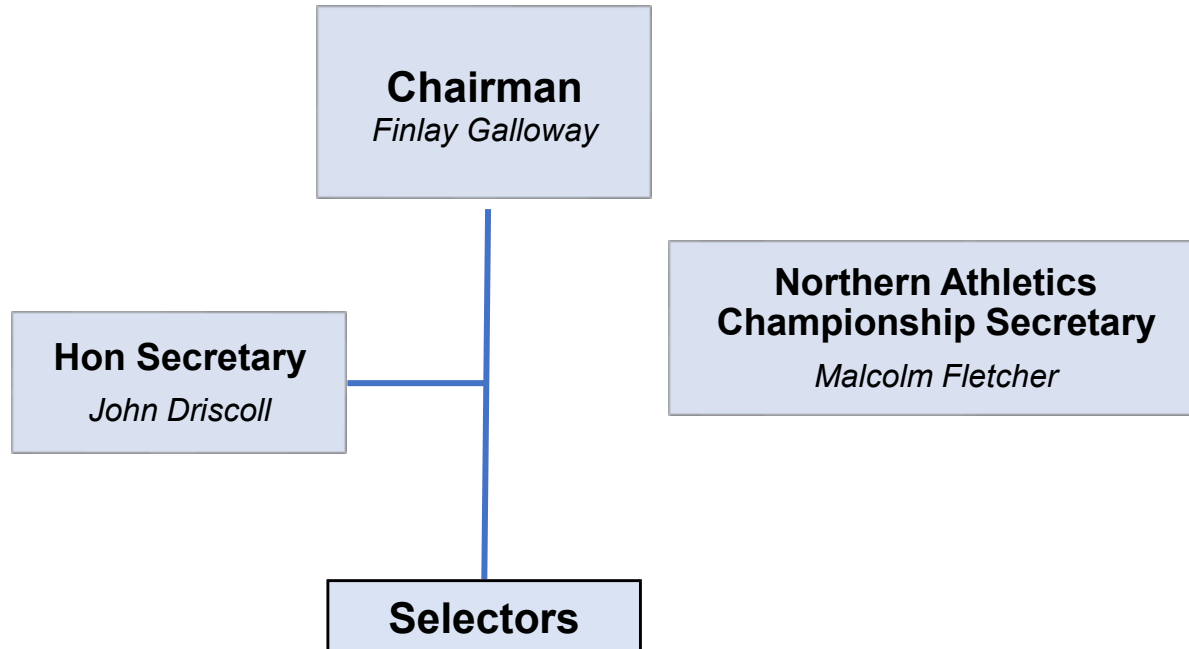 Chairman
Finlay Galloway
Northern Athletics
Championship Secretary
Malcolm Fletcher
Hon Secretary
John Driscoll
Selectors